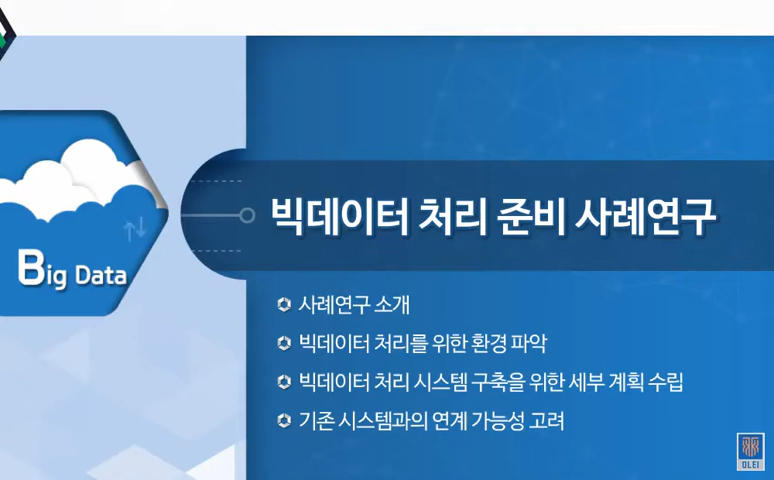 빅데이터 처리 준비 사례연구
Big Data
사례연구 소개
빅데이터 처리를 위한 환경 파악
빅데이터 처리 시스템 구축을 위한 세부 계획 수립
기존 시스템과의 연계 가능성 고려
OLEI